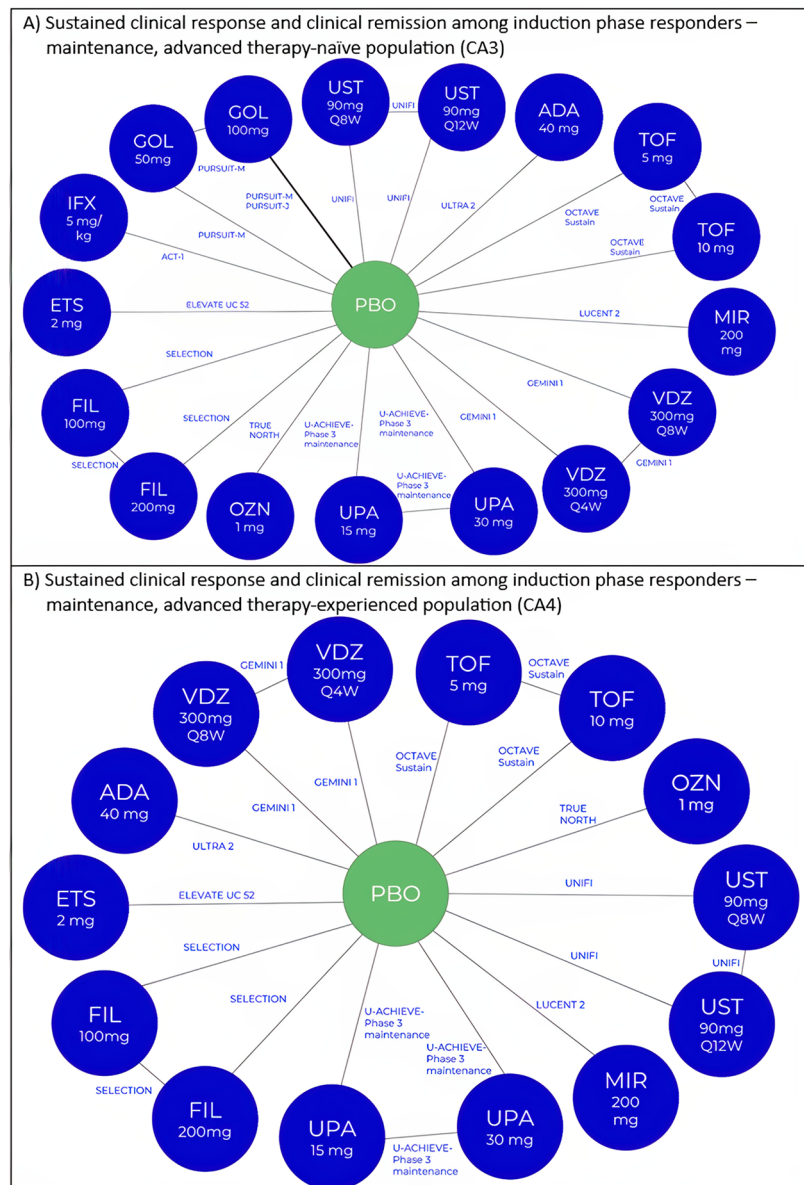 A) Sustained clinical response and clinical remission among induction phase responders –
maintenance, advanced therapy-naïve population (CA3)
UST
90mg
Q8W
UNIFI
UST
90mg
Q12W
GOL
100mg
ADA
40 mg
GOL
50mg
TOF
5 mg
PURSUIT-M
IFX
5 mg/
kg
PURSUIT-M
PURSUIT-J
UNIFI
UNIFI
ULTRA 2
OCTAVE
Sustain
OCTAVE
Sustain
TOF
10 mg
PURSUIT-M
OCTAVE
Sustain
ACT-1
ETS
2 mg
ELEVATE UC 52
PBO
LUCENT 2
MIR
200
mg
SELECTION
GEMINI 1
VDZ
300mg
Q8W
FIL
100mg
SELECTION
TRUE
NORTH
U-ACHIEVE-
Phase 3
maintenance
U-ACHIEVE-
Phase 3
maintenance
GEMINI 1
SELECTION
GEMINI 1
FIL
200mg
OZN
1 mg
UPA
15 mg
U-ACHIEVE-
Phase 3
maintenance
UPA
30 mg
VDZ
300mg
Q4W
B) Sustained clinical response and clinical remission among induction phase responders –
maintenance, advanced therapy-experienced population (CA4)
VDZ
300mg
Q4W
TOF
5 mg
OCTAVE
Sustain
GEMINI 1
VDZ
300mg
Q8W
TOF
10 mg
OCTAVE
Sustain
OCTAVE
Sustain
GEMINI 1
OZN
1 mg
ADA
40 mg
GEMINI 1
TRUE
NORTH
ULTRA 2
ETS
2 mg
ELEVATE UC 52
PBO
UNIFI
UST
90mg
Q8W
SELECTION
UNIFI
UNIFI
FIL
100mg
SELECTION
LUCENT 2
UST
90mg
Q12W
U-ACHIEVE-
Phase 3
maintenance
U-ACHIEVE-
Phase 3
maintenance
SELECTION
FIL
200mg
MIR
200
mg
UPA
15 mg
UPA
30 mg
U-ACHIEVE-
Phase 3
maintenance